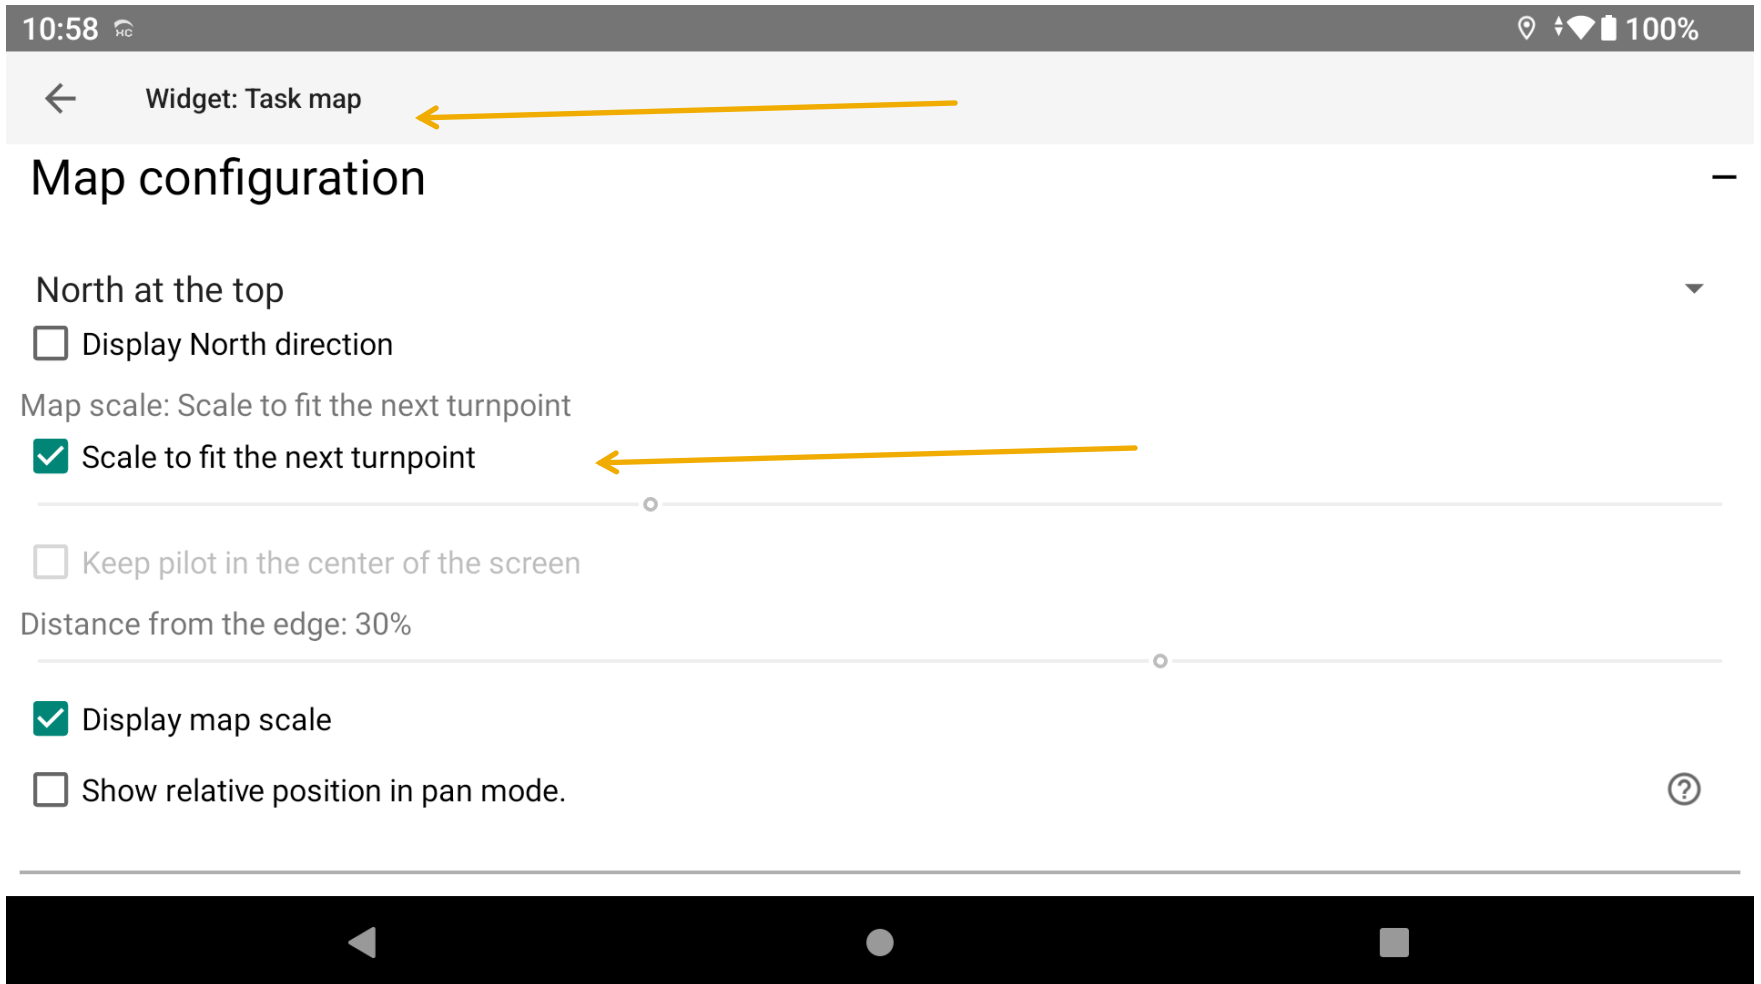 10:58 XC 100%
Widget: Task map
Map configuration
North at the top
Display North direction
Map scale: Scale to fit the next turnpoint
Scale to fit the next turnpoint
Keep pilot in the center of the screen
Distance from the edge: 30%
Display map scale
Show relative position in pan mode.